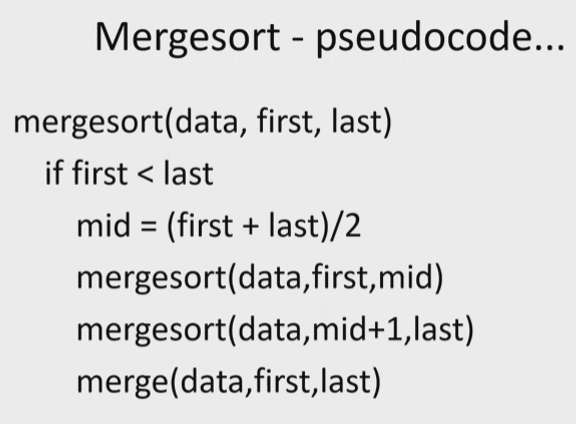 Mergesort - pseudocode...
mergesort(data, first, last)
if first < last
mid = (first + last)/2
mergesort(data,first,mid)
mergesort(data,mid+1,last)
merge(data,first,last)